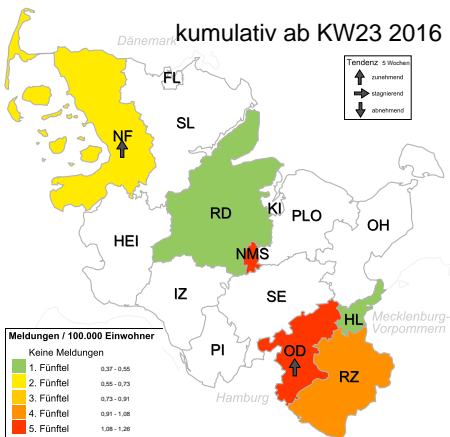 kumulativ ab KW23 2016
Dänemark
Tendenz 5 Wochen
zunehmend
stagnierend
abnehmend
FL
SL
NF
RD
KI
PLO
OH
HEI
NMS
IZ
SE
HL
Mecklenburg-
Vorpommern
PI
OD
RZ
Hamburg
Meldungen / 100.000 Einwohner
Keine Meldungen
1. Fünftel 0,37 - 0,55
2. Fünftel 0,55 - 0,73
3. Fünftel 0,73 - 0,91
4. Fünftel 0,91 - 1,08
5. Fünftel 1,08 - 1,26